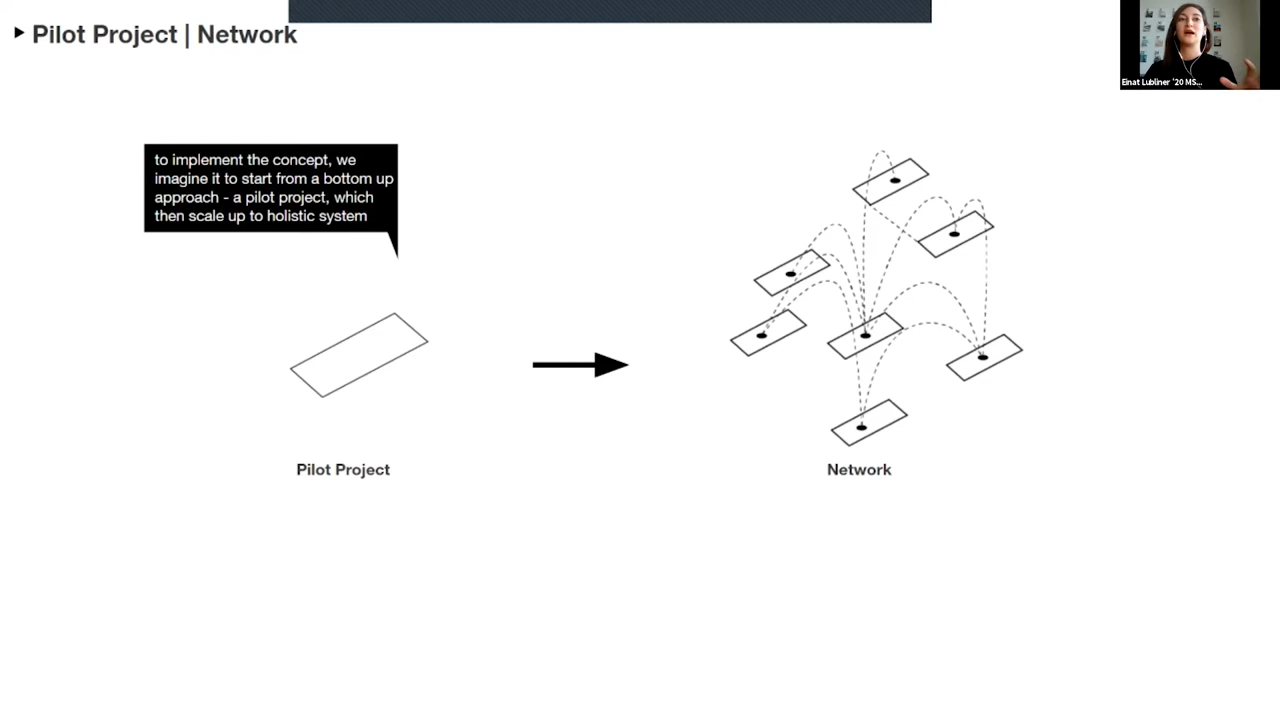 Pilot Project | Network
Einat Lubliner '20 MS...
to implement the concept, we
imagine it to start from a bottom up
approach - a pilot project, which
then scale up to holistic system
Pilot Project
Network